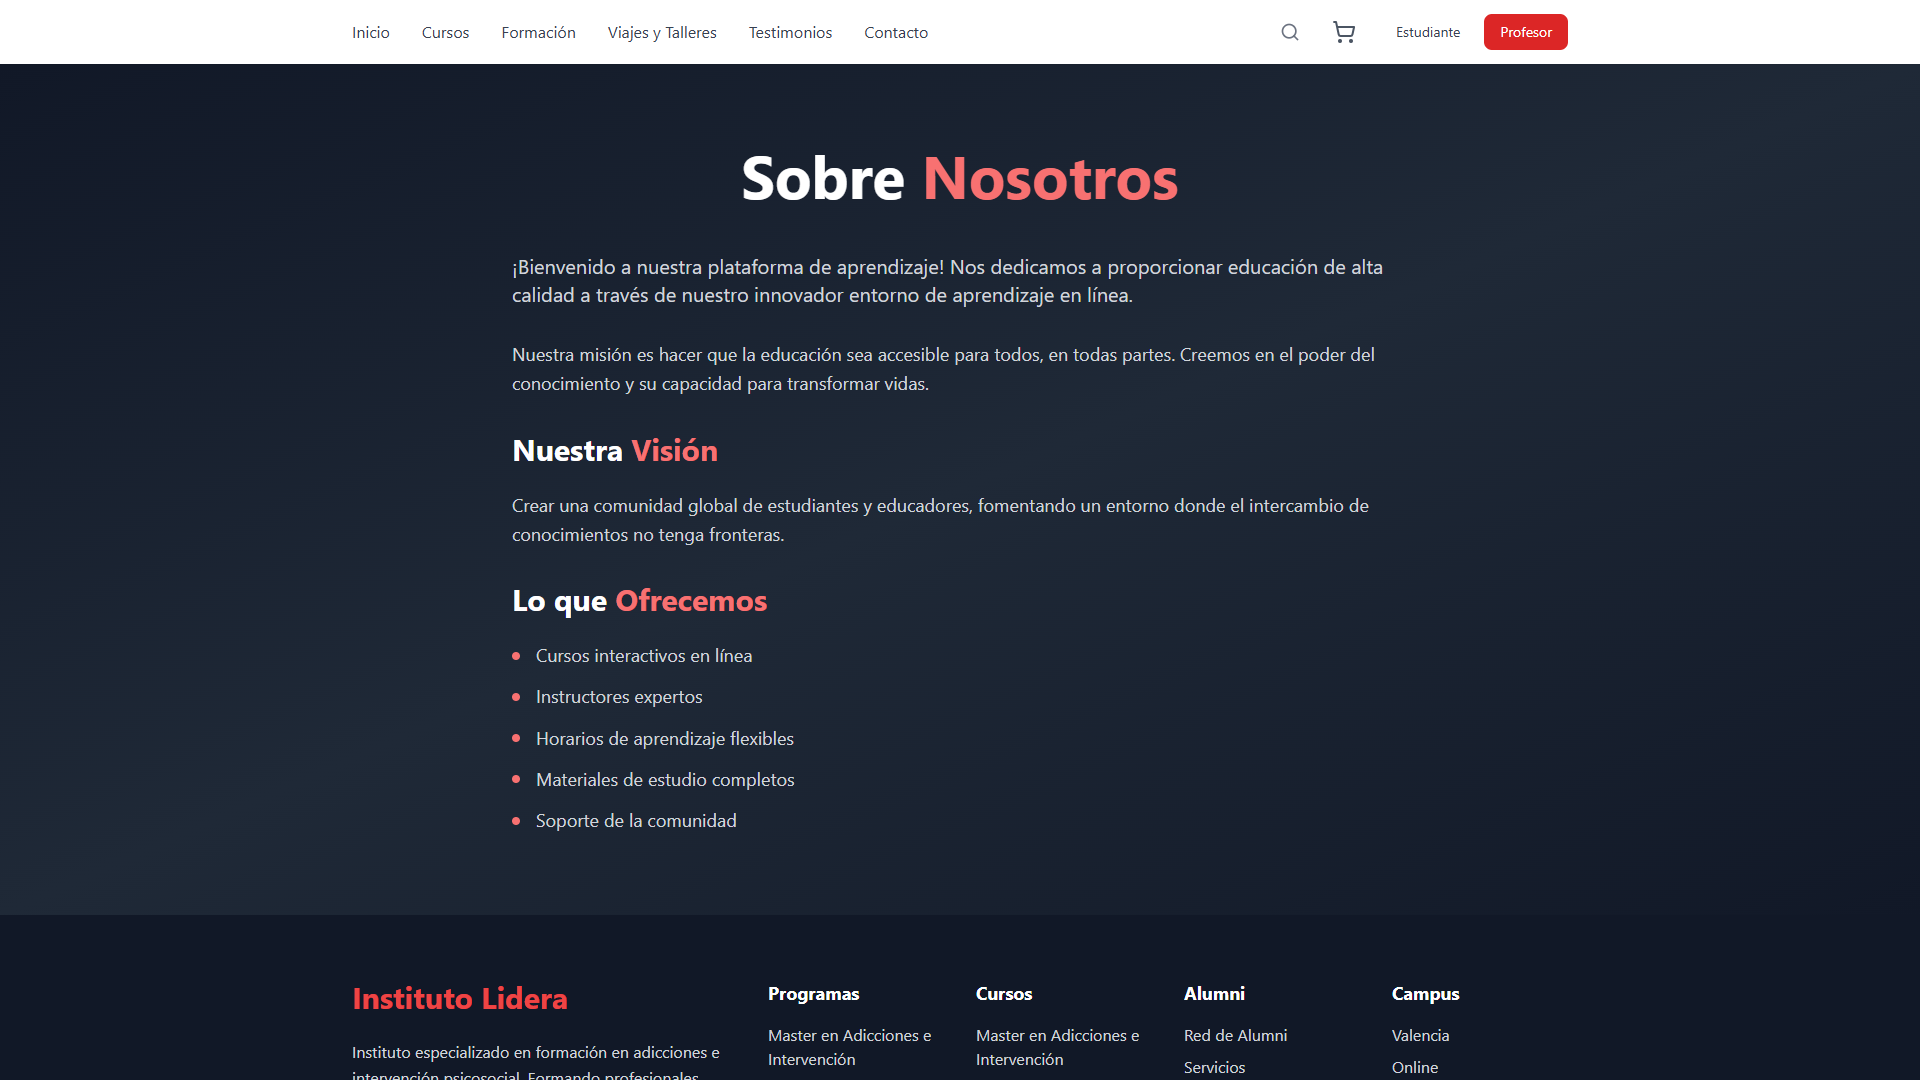 Inicio
Cursos
Formación
Viajes y Talleres
Testimonios
Contacto
Estudiante
Profesor
Sobre Nosotros
¡Bienvenido a nuestra plataforma de aprendizaje! Nos dedicamos a proporcionar educación de alta
calidad a través de nuestro innovador entorno de aprendizaje en línea.
Nuestra misión es hacer que la educación sea accesible para todos, en todas partes. Creemos en el poder del
conocimiento y su capacidad para transformar vidas.
Nuestra Visión
Crear una comunidad global de estudiantes y educadores, fomentando un entorno donde el intercambio de
conocimientos no tenga fronteras.
Lo que Ofrecemos
Cursos interactivos en línea
Instructores expertos
Horarios de aprendizaje flexibles
Materiales de estudio completos
Soporte de la comunidad
Instituto Lidera
Instituto especializado en formación en adicciones e
intervención psicosocial. Formando profesionales
Programas
Master en Adicciones e
Intervención
Cursos
Master en Adicciones e
Intervención
Alumni
Red de Alumni
Servicios
Campus
Valencia
Online